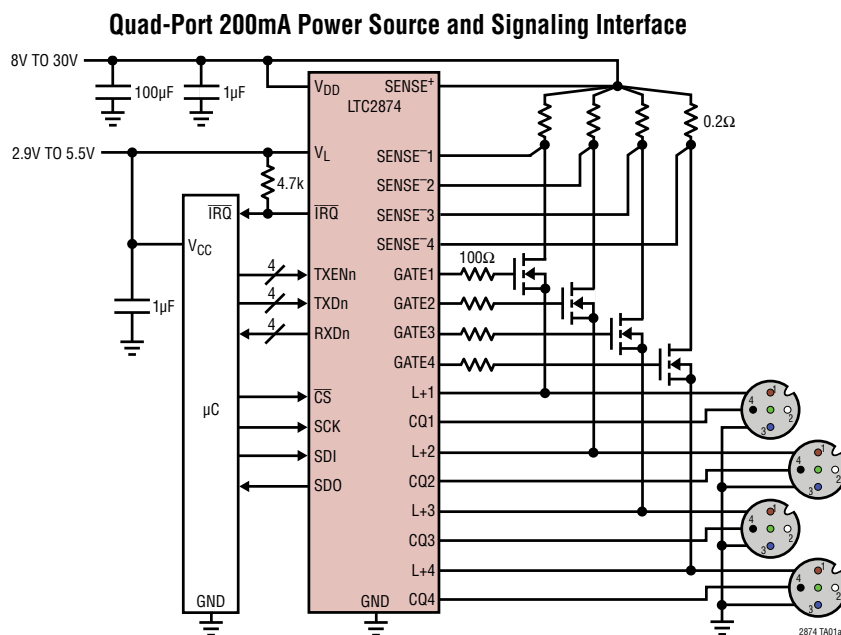 Quad-Port 200mA Power Source and Signaling Interface
8V TO 30V
100µF
1µF
VDD
SENSE+
LTC2874
0.2Ω
2.9V TO 5.5V
VL
SENSE–1
4.7k
SENSE–2
IRQ
IRQ
SENSE–3
VCC
SENSE–4
100Ω
4
TXENn
GATE1
4
TXDn
GATE2
1µF
4
RXDn
GATE3
GATE4
µC
CS
L+1
SCK
CQ1
SDI
L+2
SDO
CQ2
L+3
CQ3
L+4
GND
GND
CQ4
1
4
2
3
1
4
2
3
1
4
2
3
1
4
2
3
2874 TA01a